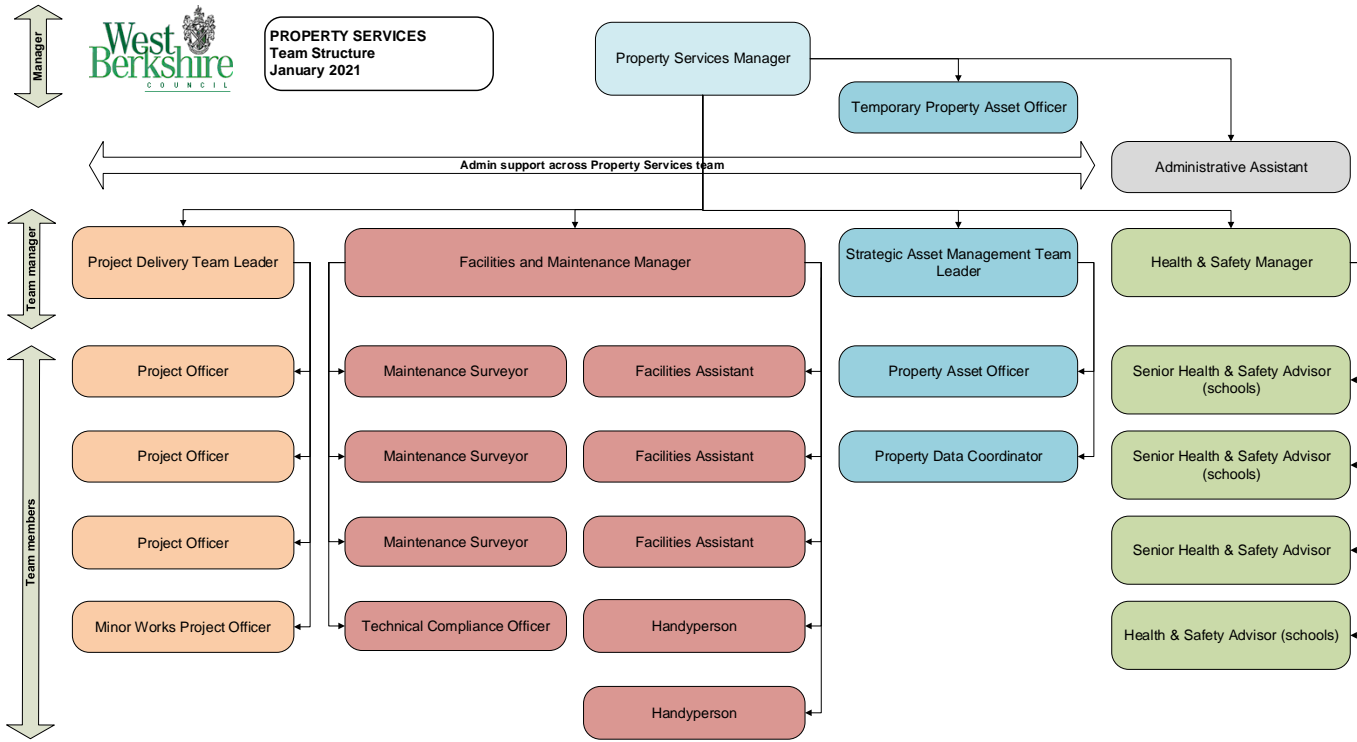 Manager
West
Berkshire
COUNCIL
PROPERTY SERVICES
Team Structure
January 2021
Property Services Manager
Temporary Property Asset Officer
Admin support across Property Services team
Administrative Assistant
Team manager
Project Delivery Team Leader
Facilities and Maintenance Manager
Strategic Asset Management Team
Leader
Health & Safety Manager
Team members
Project Officer
Maintenance Surveyor
Facilities Assistant
Property Asset Officer
Senior Health & Safety Advisor
(schools)
Project Officer
Maintenance Surveyor
Facilities Assistant
Property Data Coordinator
Senior Health & Safety Advisor
(schools)
Project Officer
Maintenance Surveyor
Facilities Assistant
Senior Health & Safety Advisor
Minor Works Project Officer
Technical Compliance Officer
Handyperson
Health & Safety Advisor (schools)
Handyperson